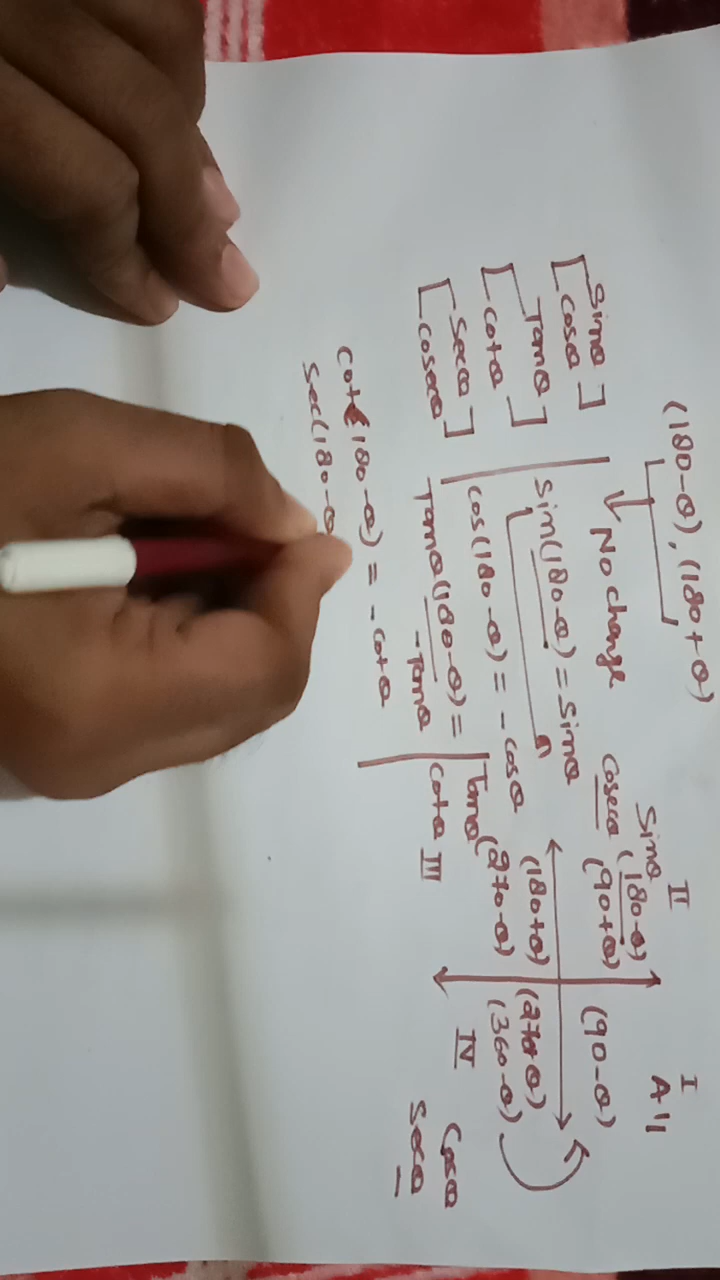 (180-θ), (180+θ)
[Sinθ
Cosθ]
↓ No change
[Tanθ
Cotθ]
[Secθ
Cosecθ]
Sin(180-θ) = Sinθ
Cos(180-θ) = -Cosθ
Tanθ(180-θ) =
-Tanθ
Cot(180-θ) = -Cotθ
Sec(180-θ
II
Sinθ
Cosecθ
(180-θ)
(90+θ)
I
All
(90-θ)
(180+θ)
(270-θ)
Tanθ
Cotθ
III
(270+θ)
(360-θ)
IV
Cosθ
Secθ